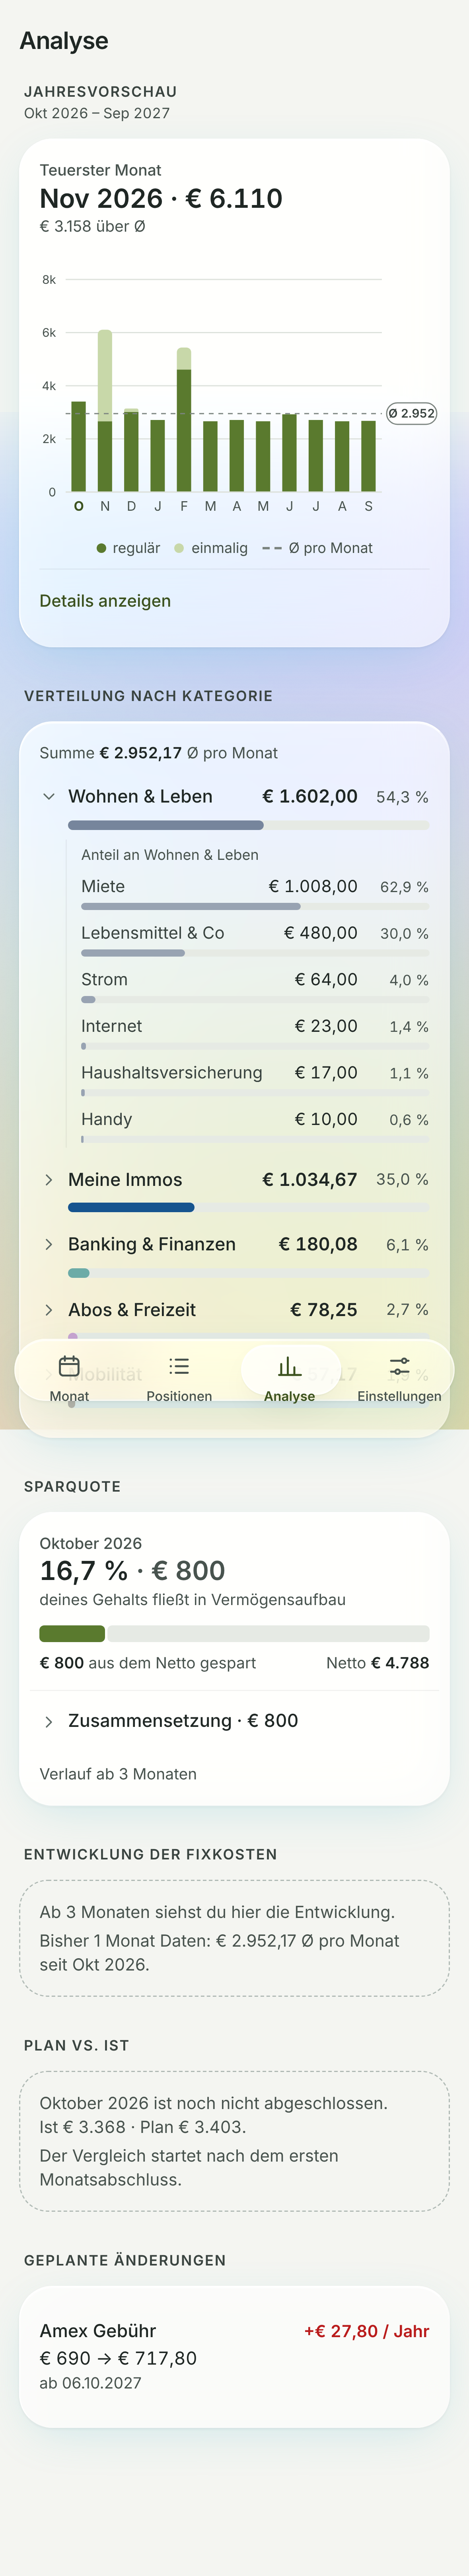 Analyse
JAHRESVORSCHAU
Okt 2026 – Sep 2027
Teuerster Monat
Nov 2026 · € 6.110
€ 3.158 über Ø
8k
6k
4k
Ø 2.952
2k
0
O N D J F M A M J J A S
regulär einmalig Ø pro Monat
Details anzeigen
VERTEILUNG NACH KATEGORIE
Summe € 2.952,17 Ø pro Monat
Wohnen & Leben € 1.602,00 54,3 %
Anteil an Wohnen & Leben
Miete € 1.008,00 62,9 %
Lebensmittel & Co € 480,00 30,0 %
Strom € 64,00 4,0 %
Internet € 23,00 1,4 %
Haushaltsversicherung € 17,00 1,1 %
Handy € 10,00 0,6 %
Meine Immos € 1.034,67 35,0 %
Banking & Finanzen € 180,08 6,1 %
Abos & Freizeit € 78,25 2,7 %
Mobilität
Monat Positionen Analyse Einstellungen
SPARQUOTE
Oktober 2026
16,7 % · € 800
deines Gehalts fließt in Vermögensaufbau
€ 800 aus dem Netto gespart Netto € 4.788
Zusammensetzung · € 800
Verlauf ab 3 Monaten
ENTWICKLUNG DER FIXKOSTEN
Ab 3 Monaten siehst du hier die Entwicklung.
Bisher 1 Monat Daten: € 2.952,17 Ø pro Monat
seit Okt 2026.
PLAN VS. IST
Oktober 2026 ist noch nicht abgeschlossen.
Ist € 3.368 · Plan € 3.403.
Der Vergleich startet nach dem ersten
Monatsabschluss.
GEPLANTE ÄNDERUNGEN
Amex Gebühr +€ 27,80 / Jahr
€ 690 → € 717,80
ab 06.10.2027